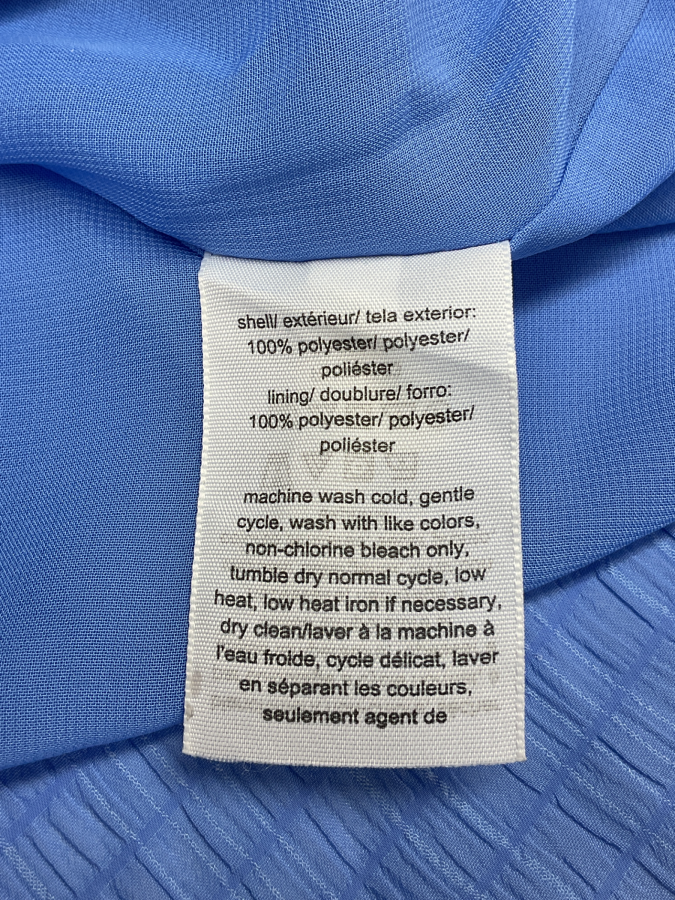 shell/ extérieur/ tela exterior:
100% polyester/ polyester/
poliéster
lining/ doublure/ forro:
100% polyester/ polyester/
poliéster
machine wash cold, gentle
cycle, wash with like colors,
non-chlorine bleach only,
tumble dry normal cycle, low
heat, low heat iron if necessary,
dry clean/laver à la machine à
l'eau froide, cycle délicat, laver
en séparant les couleurs,
seulement agent de